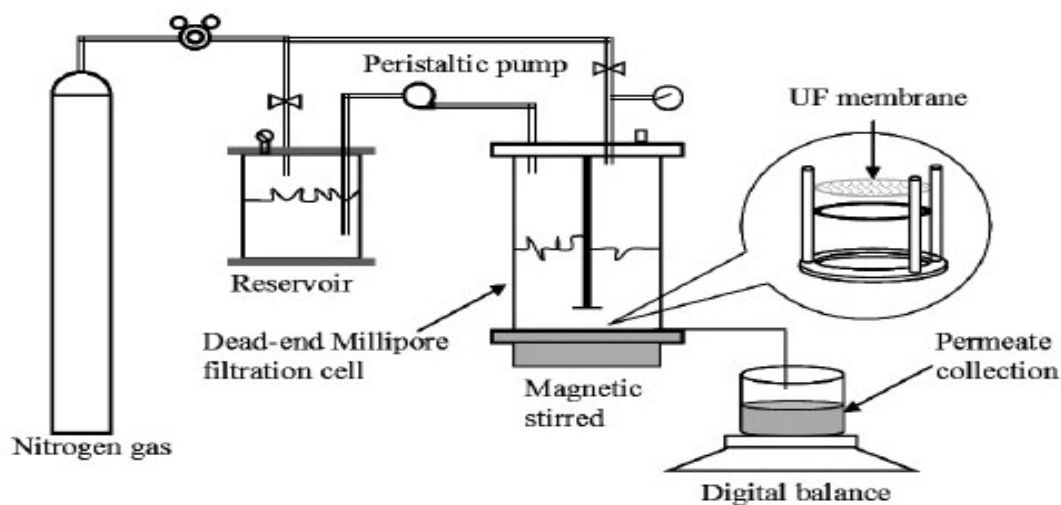 Peristaltic pump
UF membrane
Reservoir
Dead-end Millipore
filtration cell
Magnetic
stirred
Permeate
collection
Nitrogen gas
Digital balance